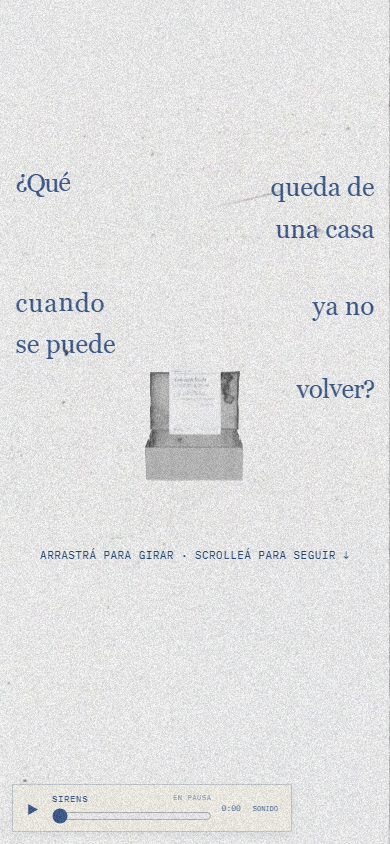 ¿Qué
queda de
una casa
cuando
se puede
ya no
volver?
ARRASTRÁ PARA GIRAR · SCROLLEÁ PARA SEGUIR ↓
SIRENS
EN PAUSA
0:00
SONIDO